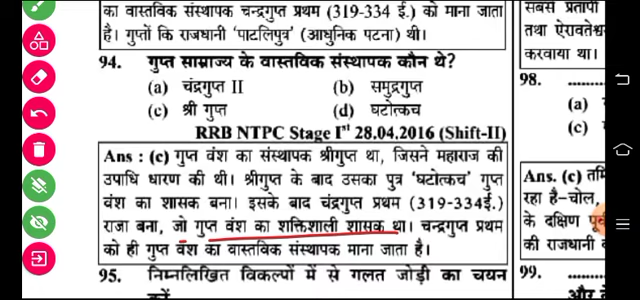 का वास्तविक संस्थापक चन्द्रगुप्त प्रथम (319-334 ई.) को माना जाता
है। गुप्तों कि राजधानी 'पाटलिपुत्र' (आधुनिक पटना) थी।
94. गुप्त साम्राज्य के वास्तविक संस्थापक कौन थे?
(a) चंद्रगुप्त II (b) समुद्रगुप्त
(c) श्री गुप्त (d) घटोत्कच
RRB NTPC Stage Ist 28.04.2016 (Shift-II)
Ans : (c) गुप्त वंश का संस्थापक श्रीगुप्त था, जिसने महाराज की
उपाधि धारण की थी। श्रीगुप्त के बाद उसका पुत्र 'घटोत्कच' गुप्त
वंश का शासक बना। इसके बाद चंद्रगुप्त प्रथम (319-334ई.)
राजा बना, जो गुप्त वंश का शक्तिशाली शासक था। चन्द्रगुप्त प्रथम
को ही गुप्त वंश का वास्तविक संस्थापक माना जाता है।
95. निम्नलिखित विकल्पों में से गलत जोड़ी का चयन
करें
सबसे प्रतापी
तथा ऐरावतेश्व
करवाया था।
98.
(a)
(c)
Ans. (c) तमि
रहा है-चोल,
के दक्षिण पूर्वी
की राजधानी
99. ..........
और